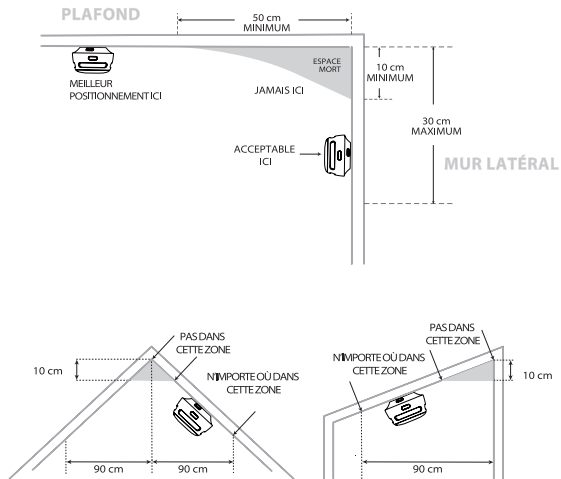 PLAFOND
50 cm
MINIMUM
ESPACE
MORT
10 cm
MINIMUM
MEILLEUR
POSITIONNEMENT ICI
JAMAIS ICI
30 cm
MAXIMUM
ACCEPTABLE
ICI
MUR LATÉRAL
PAS DANS
CETTE ZONE
10 cm
N'IMPORTE OÙ DANS
CETTE ZONE
90 cm
90 cm
PAS DANS
CETTE ZONE
N'IMPORTE OÙ DANS
CETTE ZONE
10 cm
90 cm